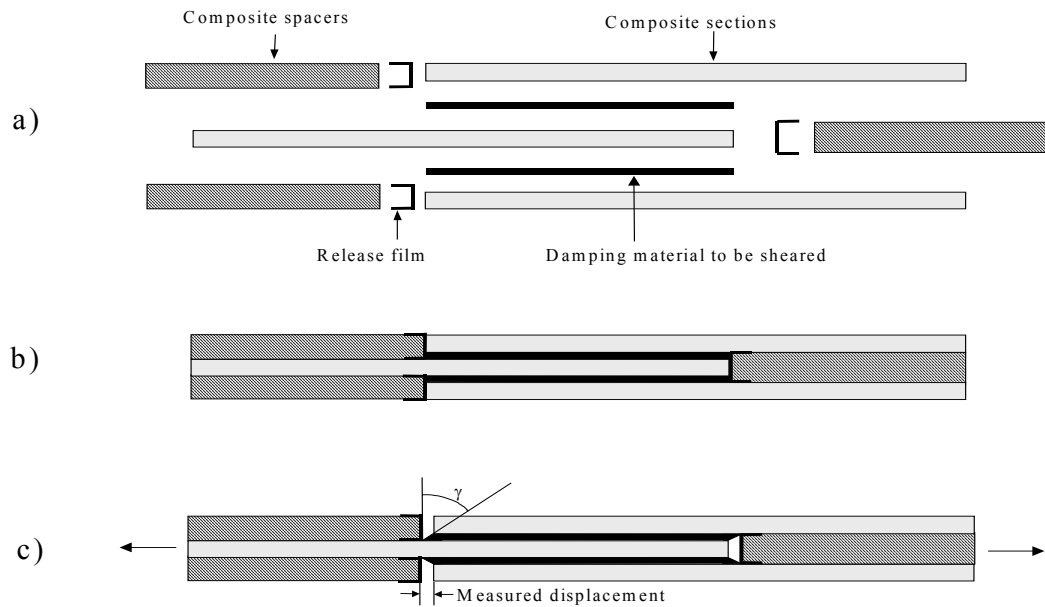 Composite spacers
Composite sections
a)
Release film
Damping material to be sheared
b)
γ
c)
Measured displacement